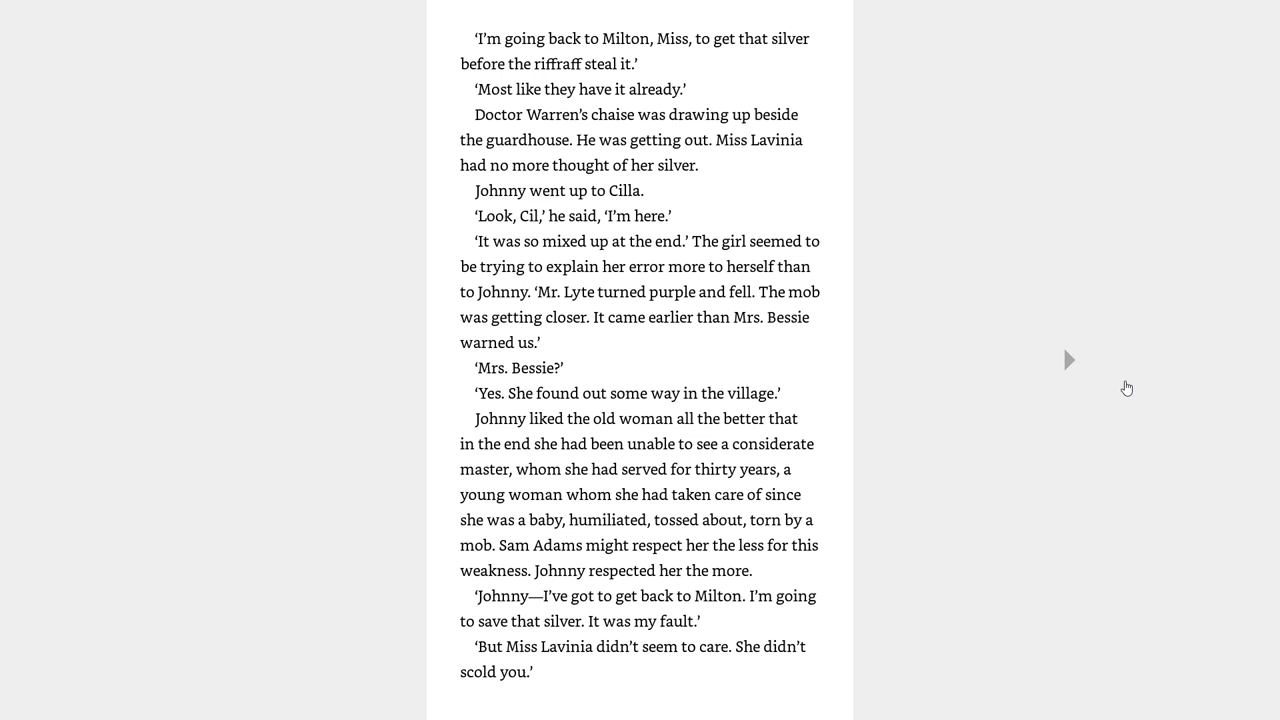 ‘I’m going back to Milton, Miss, to get that silver
before the riffraff steal it.’
‘Most like they have it already.’
Doctor Warren’s chaise was drawing up beside
the guardhouse. He was getting out. Miss Lavinia
had no more thought of her silver.
Johnny went up to Cilla.
‘Look, Cil,’ he said, ‘I’m here.’
‘It was so mixed up at the end.’ The girl seemed to
be trying to explain her error more to herself than
to Johnny. ‘Mr. Lyte turned purple and fell. The mob
was getting closer. It came earlier than Mrs. Bessie
warned us.’
‘Mrs. Bessie?’
‘Yes. She found out some way in the village.’
Johnny liked the old woman all the better that
in the end she had been unable to see a considerate
master, whom she had served for thirty years, a
young woman whom she had taken care of since
she was a baby, humiliated, tossed about, torn by a
mob. Sam Adams might respect her the less for this
weakness. Johnny respected her the more.
‘Johnny—I’ve got to get back to Milton. I’m going
to save that silver. It was my fault.’
‘But Miss Lavinia didn’t seem to care. She didn’t
scold you.’